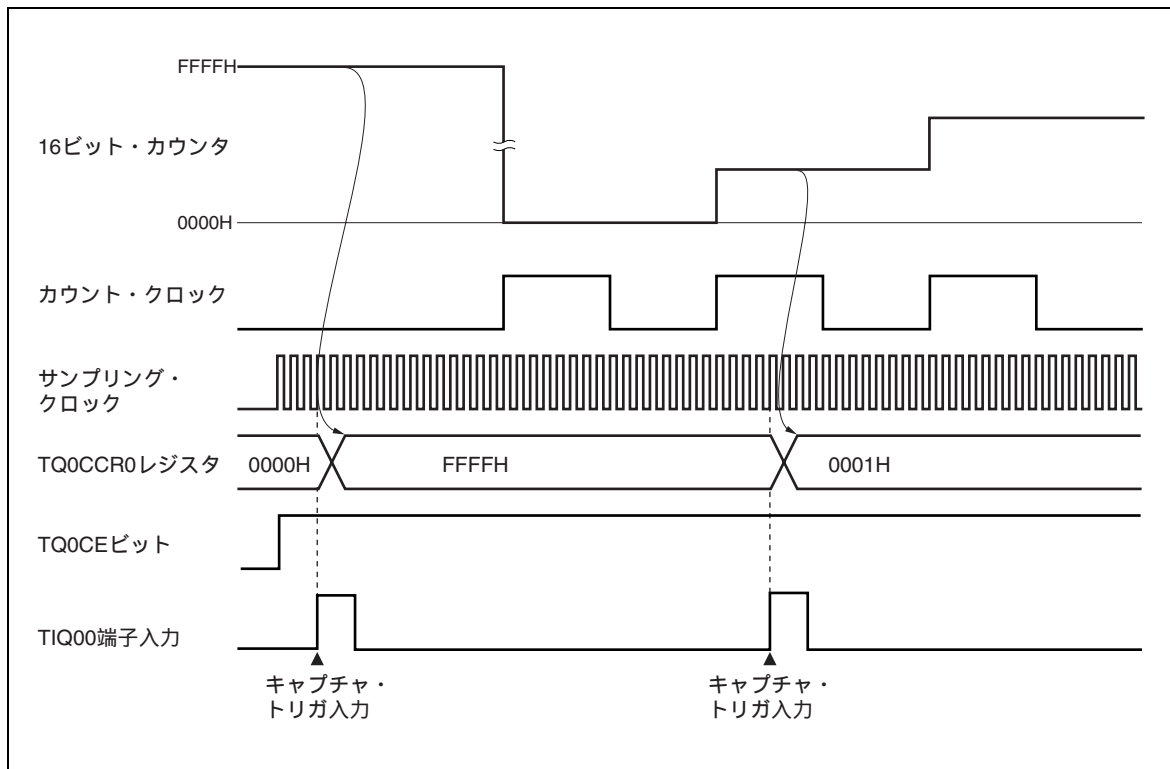 FFFFH
16ビット・カウンタ
0000H
カウント・クロック
サンプリング・
クロック
TQ0CCR0レジスタ
0000H
FFFFH
0001H
TQ0CEビット
TIQ00端子入力
キャプチャ・
トリガ入力
キャプチャ・
トリガ入力